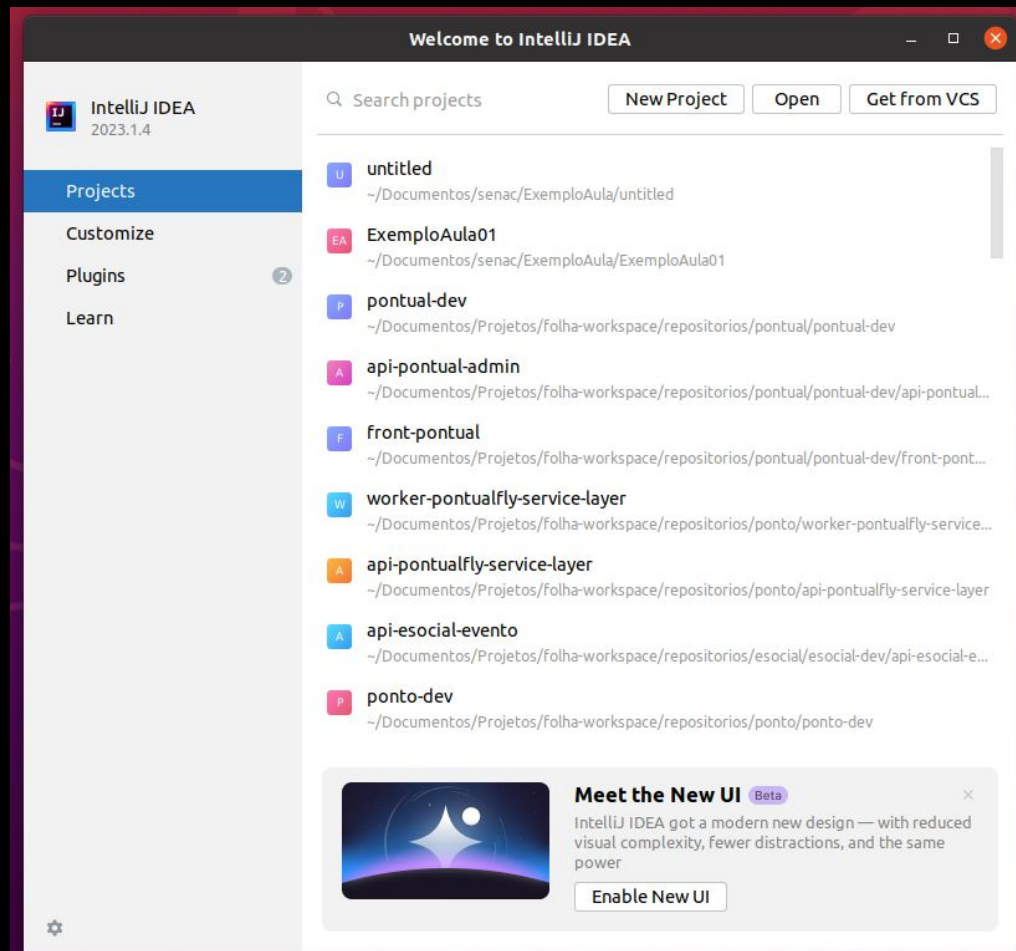 Welcome to IntelliJ IDEA
IntelliJ IDEA
2023.1.4
Projects
Customize
Plugins
2
Learn
Search projects
New Project
Open
Get from VCS
U
untitled
~/Documentos/senac/ExemploAula/untitled
EA
ExemploAula01
~/Documentos/senac/ExemploAula/ExemploAula01
P
pontual-dev
~/Documentos/Projetos/folha-workspace/repositorios/pontual/pontual-dev
A
api-pontual-admin
~/Documentos/Projetos/folha-workspace/repositorios/pontual/pontual-dev/api-pontual...
F
front-pontual
~/Documentos/Projetos/folha-workspace/repositorios/pontual/pontual-dev/front-pont...
W
worker-pontualfly-service-layer
~/Documentos/Projetos/folha-workspace/repositorios/ponto/worker-pontualfly-service...
A
api-pontualfly-service-layer
~/Documentos/Projetos/folha-workspace/repositorios/ponto/api-pontualfly-service-layer
A
api-esocial-evento
~/Documentos/Projetos/folha-workspace/repositorios/esocial/esocial-dev/api-esocial-e...
P
ponto-dev
~/Documentos/Projetos/folha-workspace/repositorios/ponto/ponto-dev
Meet the New UI Beta
IntelliJ IDEA got a modern new design — with reduced
visual complexity, fewer distractions, and the same
power
Enable New UI